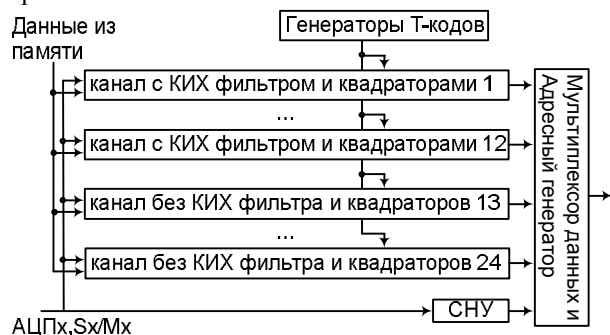 Данные из
памяти
Генераторы Т-кодов
канал с КИХ фильтром и квадраторами 1
...
канал с КИХ фильтром и квадраторами 12
канал без КИХ фильтра и квадраторов 13
...
канал без КИХ фильтра и квадраторов 24
СНУ
АЦПх,Sx/Mx
Мультиплексор данных и
Адресный генератор